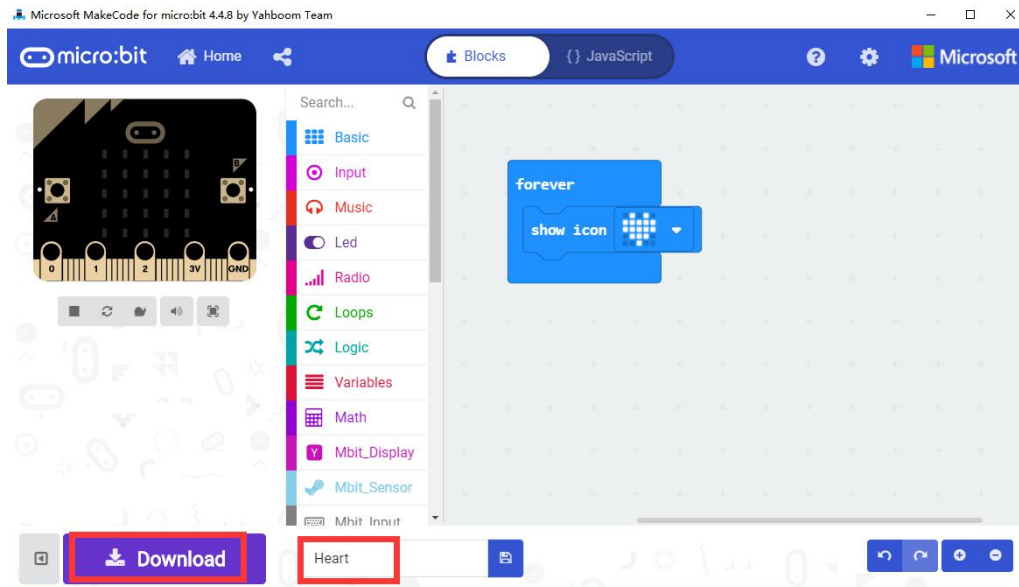 Microsoft MakeCode for micro:bit 4.4.8 by Yahboom Team
micro:bit
Home
Blocks
{} JavaScript
Microsoft
Search...
Basic
Input
Music
Led
Radio
Loops
Logic
Variables
Math
Mbit_Display
Mbit_Sensor
Mbit_Input
A
B
0 1 2 3V GND
forever
show icon
Download
Heart